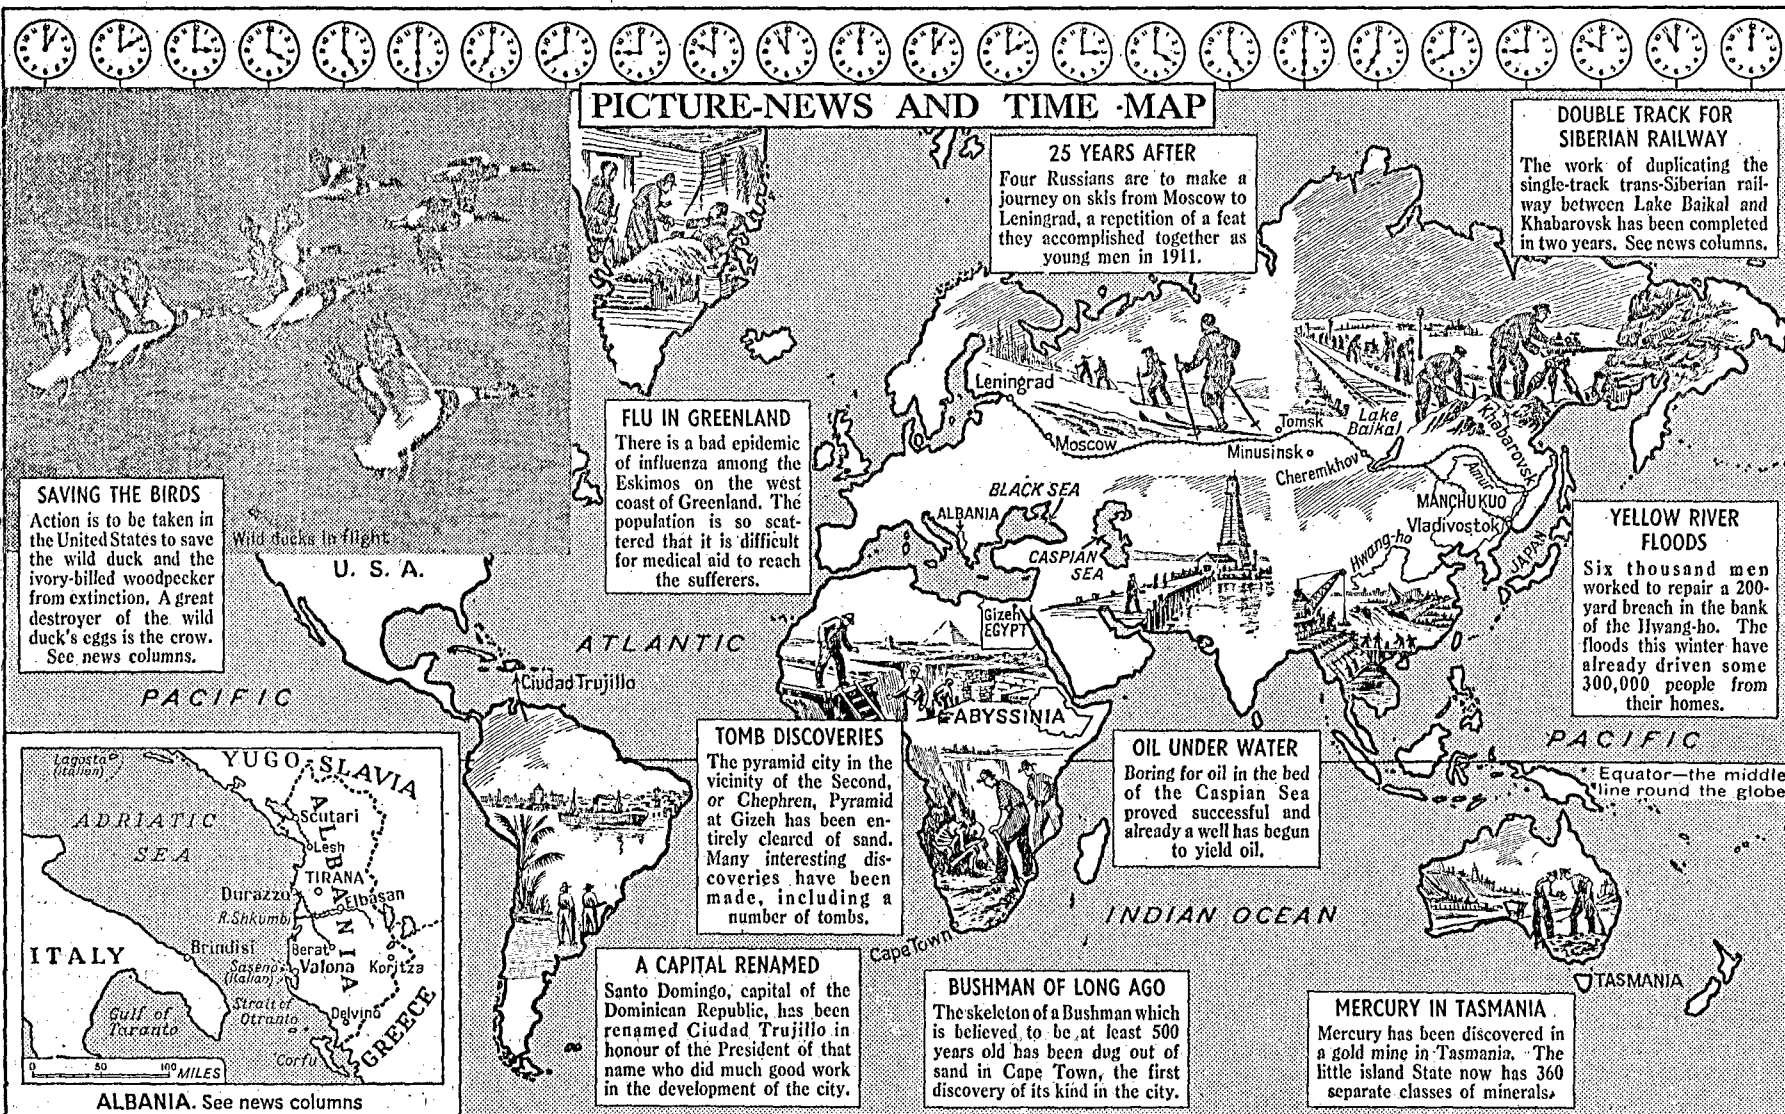 PICTURE-NEWS AND TIME MAP
25 YEARS AFTER
Four Russians are to make a
journey on skis from Moscow to
Leningrad, a repetition of a feat
they accomplished together as
young men in 1911.
DOUBLE TRACK FOR
SIBERIAN RAILWAY
The work of duplicating the
single-track trans-Siberian rail-
way between Lake Baikal and
Khabarovsk has been completed
in two years. See news columns.
FLU IN GREENLAND
There is a bad epidemic
of influenza among the
Eskimos on the west
coast of Greenland. The
population is so scat-
tered that it is difficult
for medical aid to reach
the sufferers.
SAVING THE BIRDS
Action is to be taken in
the United States to save
the wild duck and the
ivory-billed woodpecker
from extinction. A great
destroyer of the wild
duck's eggs is the crow.
See news columns.
Wild ducks in flight
U. S. A.
ATLANTIC
PACIFIC
Ciudad Trujillo
Leningrad
Moscow
Tomsk
Lake
Baikal
Minusinsk
Cheremkhov
Khabarovsk
Amur
MANCHUKUO
Vladivostok
JAPAN
Hwang-ho
BLACK SEA
ALBANIA
CASPIAN
SEA
Gizeh
EGYPT
ABYSSINIA
YELLOW RIVER
FLOODS
Six thousand men
worked to repair a 200-
yard breach in the bank
of the Hwang-ho. The
floods this winter have
already driven some
300,000 people from
their homes.
PACIFIC
Equator—the middle
line round the globe
TOMB DISCOVERIES
The pyramid city in the
vicinity of the Second,
or Chephren, Pyramid
at Gizeh has been en-
tirely cleared of sand.
Many interesting dis-
coveries have been
made, including a
number of tombs.
OIL UNDER WATER
Boring for oil in the bed
of the Caspian Sea
proved successful and
already a well has begun
to yield oil.
INDIAN OCEAN
Cape Town
TASMANIA
A CAPITAL RENAMED
Santo Domingo, capital of the
Dominican Republic, has been
renamed Ciudad Trujillo in
honour of the President of that
name who did much good work
in the development of the city.
BUSHMAN OF LONG AGO
The skeleton of a Bushman which
is believed to be at least 500
years old has been dug out of
sand in Cape Town, the first
discovery of its kind in the city.
MERCURY IN TASMANIA
Mercury has been discovered in
a gold mine in Tasmania. The
little island State now has 360
separate classes of minerals.
Lagosta
(Italian)
YUGO-SLAVIA
ADRIATIC
SEA
ALBANIA
Scutari
Lesh
TIRANA
Durazzo
Elbasan
R. Shkumbi
ITALY
Brindisi
Berat
Saseno
(Italian)
Valona
Koritza
Gulf of
Taranto
Strait of
Otranto
Delvino
GREECE
Corfu
0 50 100 MILES
ALBANIA. See news columns